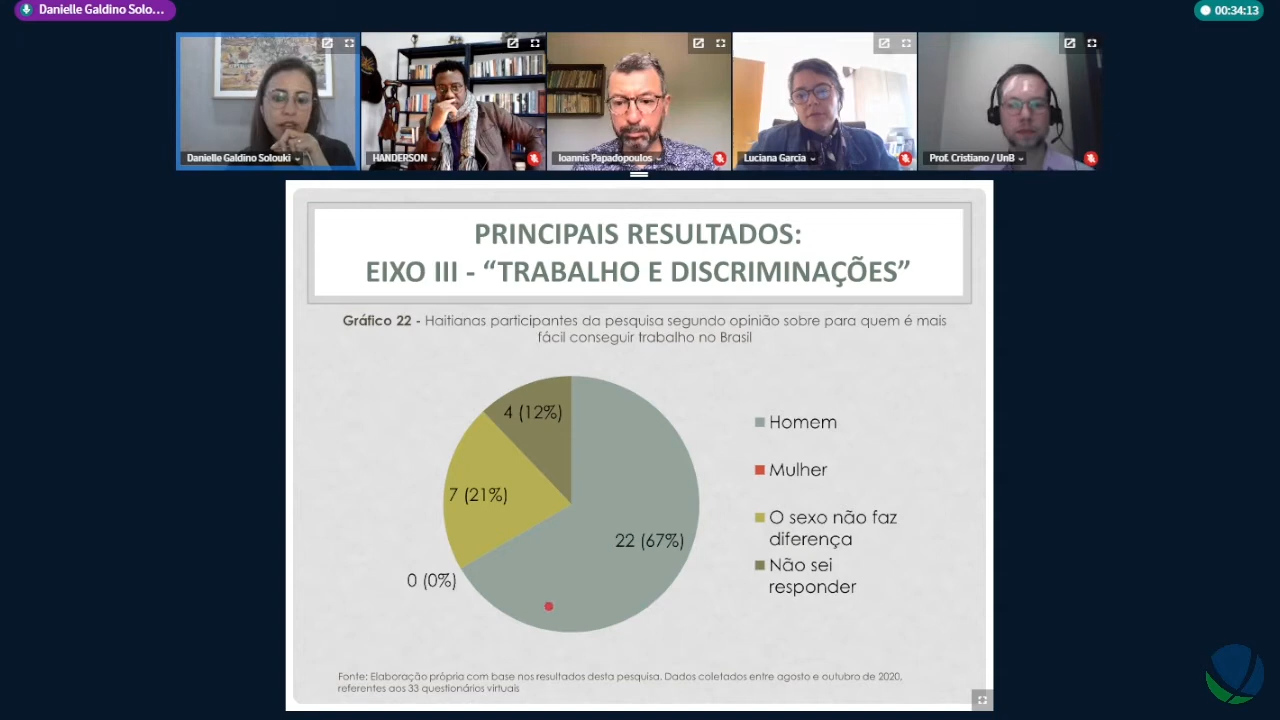 Danielle Galdino Solo...
00:34:13
Danielle Galdino Solouki
HANDERSON
Ioannis Papadopoulos
Luciana Garcia
Prof. Cristiano / UnB
PRINCIPAIS RESULTADOS:
EIXO III - “TRABALHO E DISCRIMINAÇÕES”
Gráfico 22 - Haitianas participantes da pesquisa segundo opinião sobre para quem é mais
fácil conseguir trabalho no Brasil
4 (12%)
7 (21%)
22 (67%)
0 (0%)
Homem
Mulher
O sexo não faz
diferença
Não sei
responder
Fonte: Elaboração própria com base nos resultados desta pesquisa. Dados coletados entre agosto e outubro de 2020,
referentes aos 33 questionários virtuais